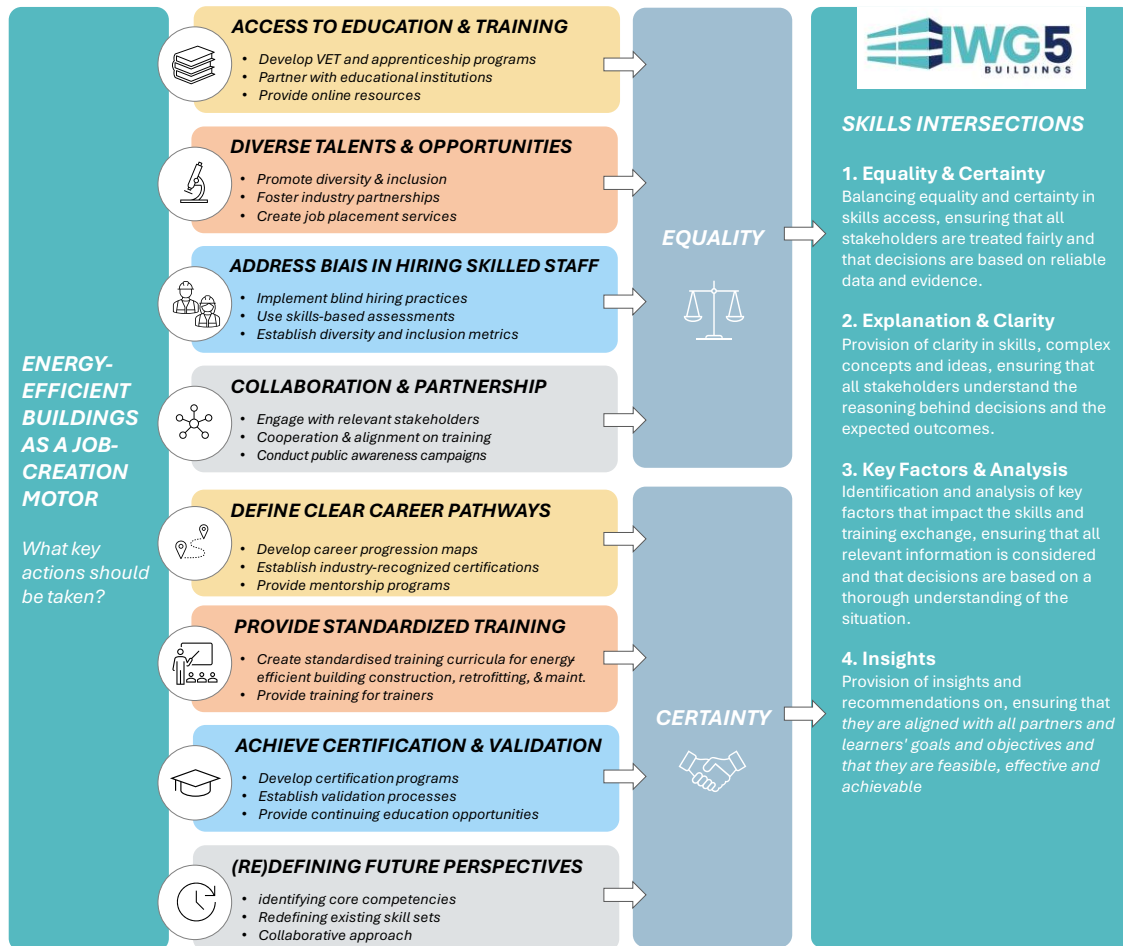 ENERGY-
EFFICIENT
BUILDINGS
AS A JOB-
CREATION
MOTOR
What key
actions should
be taken?
ACCESS TO EDUCATION & TRAINING
• Develop VET and apprenticeship programs
• Partner with educational institutions
• Provide online resources
DIVERSE TALENTS & OPPORTUNITIES
• Promote diversity & inclusion
• Foster industry partnerships
• Create job placement services
ADDRESS BIAIS IN HIRING SKILLED STAFF
• Implement blind hiring practices
• Use skills-based assessments
• Establish diversity and inclusion metrics
COLLABORATION & PARTNERSHIP
• Engage with relevant stakeholders
• Cooperation & alignment on training
• Conduct public awareness campaigns
DEFINE CLEAR CAREER PATHWAYS
• Develop career progression maps
• Establish industry-recognized certifications
• Provide mentorship programs
PROVIDE STANDARDIZED TRAINING
• Create standardised training curricula for energy-
efficient building construction, retrofitting, & maint.
• Provide training for trainers
ACHIEVE CERTIFICATION & VALIDATION
• Develop certification programs
• Establish validation processes
• Provide continuing education opportunities
(RE)DEFINING FUTURE PERSPECTIVES
• identifying core competencies
• Redefining existing skill sets
• Collaborative approach
EQUALITY
CERTAINTY
IWG5
BUILDINGS
SKILLS INTERSECTIONS
1. Equality & Certainty
Balancing equality and certainty in
skills access, ensuring that all
stakeholders are treated fairly and
that decisions are based on reliable
data and evidence.
2. Explanation & Clarity
Provision of clarity in skills, complex
concepts and ideas, ensuring that
all stakeholders understand the
reasoning behind decisions and the
expected outcomes.
3. Key Factors & Analysis
Identification and analysis of key
factors that impact the skills and
training exchange, ensuring that all
relevant information is considered
and that decisions are based on a
thorough understanding of the
situation.
4. Insights
Provision of insights and
recommendations on, ensuring that
they are aligned with all partners and
learners' goals and objectives and
that they are feasible, effective and
achievable